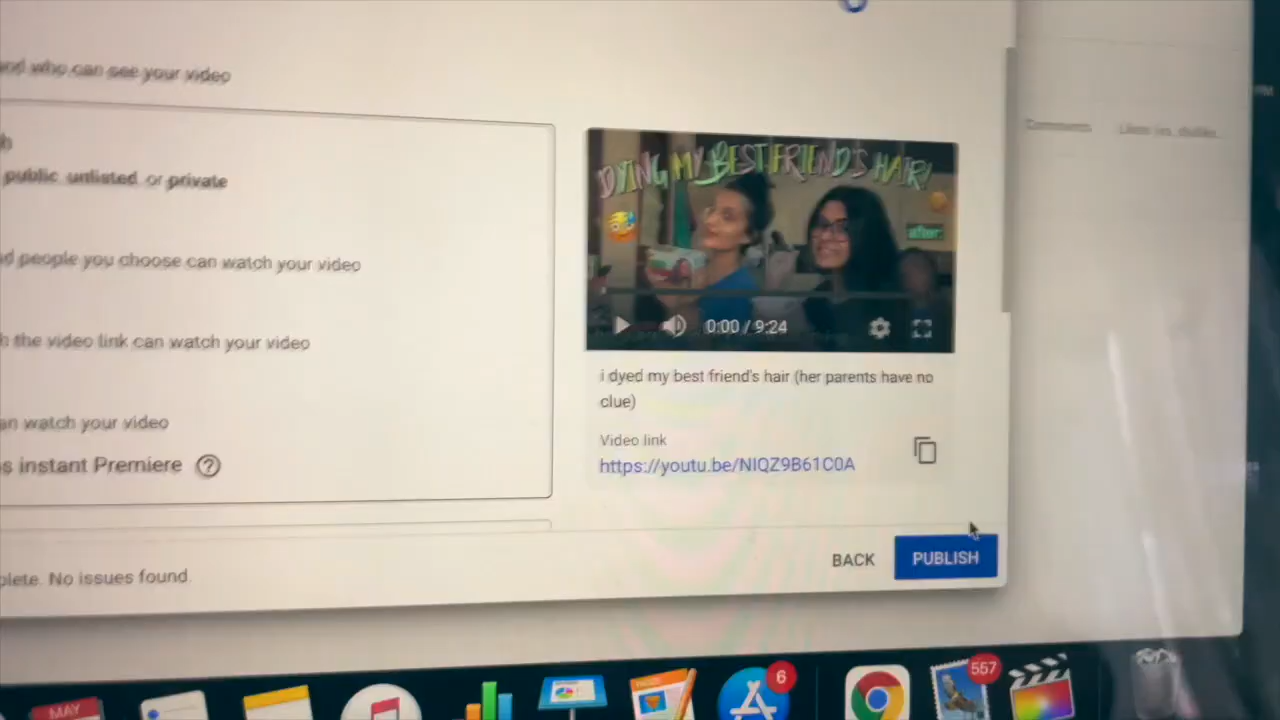 and who can see your video
public, unlisted or private
people you choose can watch your video
the video link can watch your video
watch your video
instant Premiere ?
DYING MY BEST FRIEND'S HAIR!
after
0:00 / 9:24
i dyed my best friend's hair (her parents have no
clue)
Video link
https://youtu.be/NIQZ9B61C0A
BACK
PUBLISH
No issues found.
Comments
PM
MAY
6
557